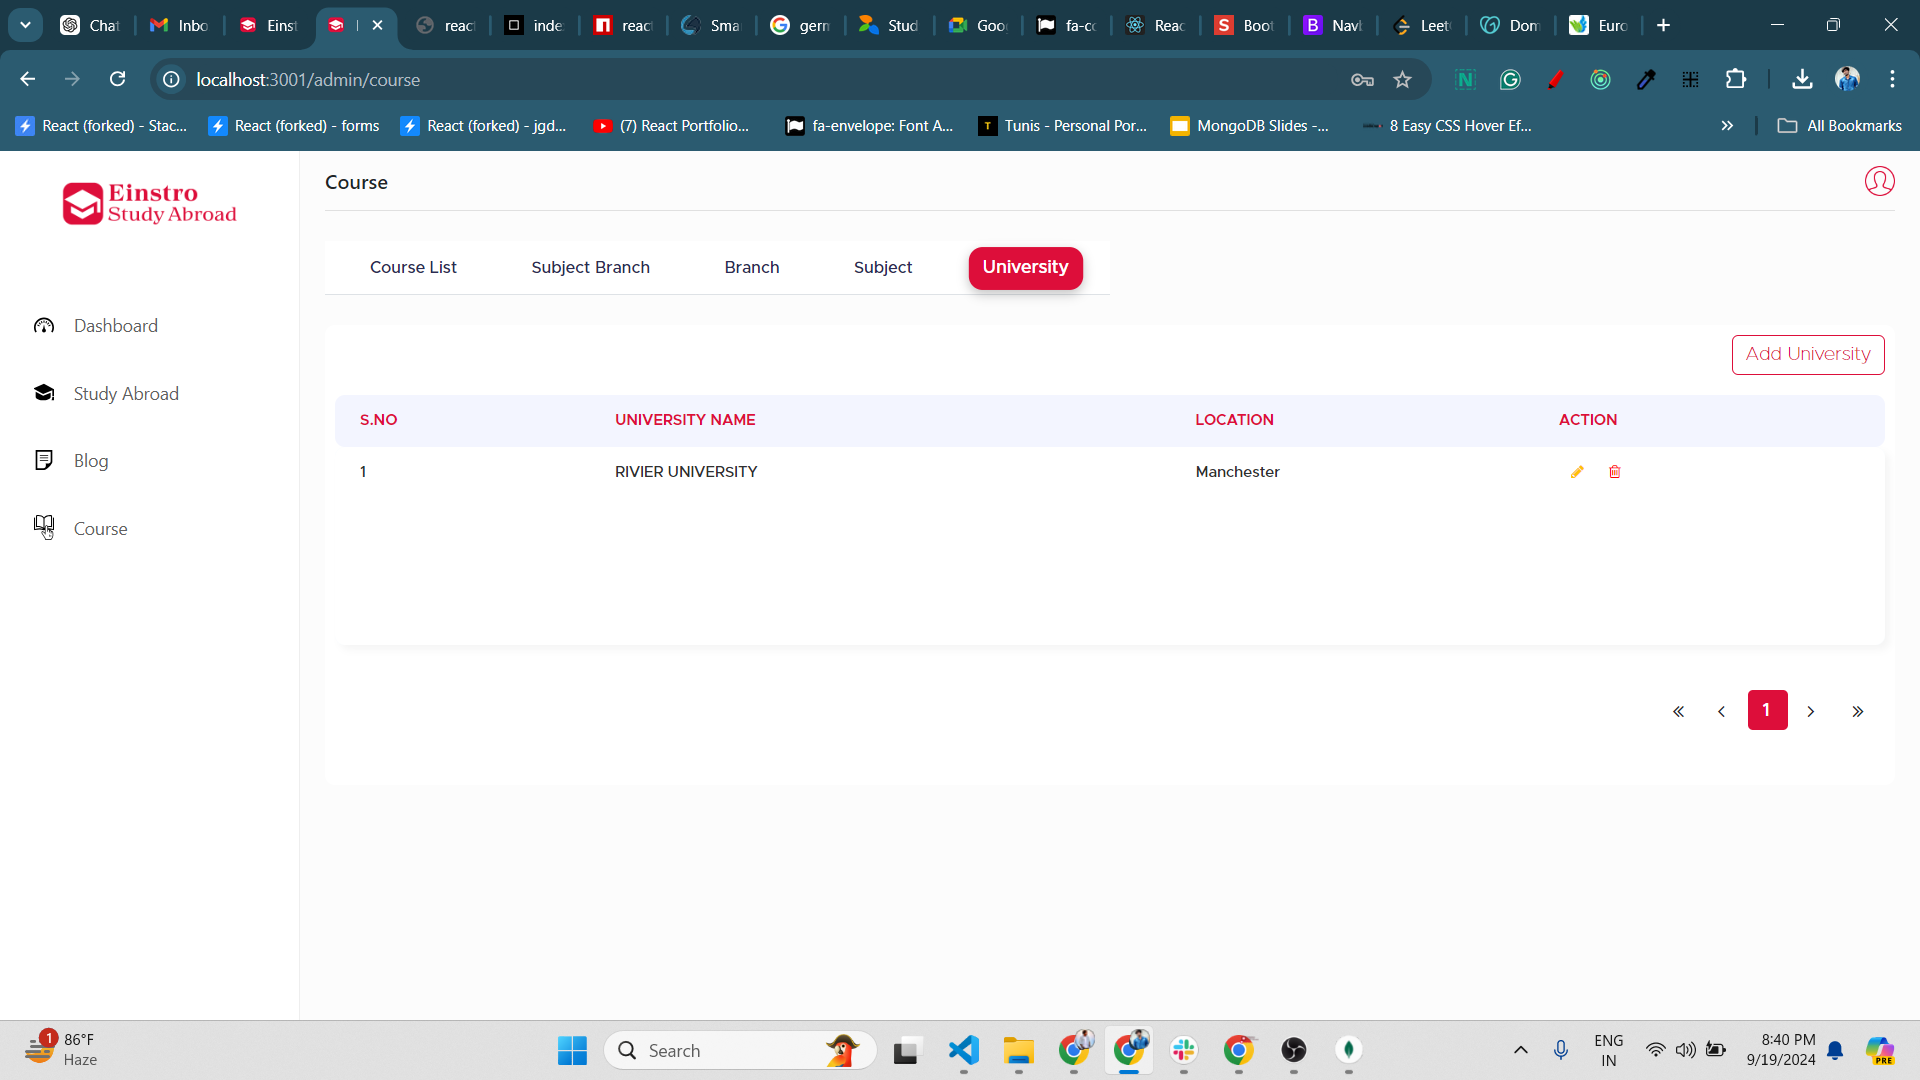 Chat Inbo Einst reac inde reac Sma gern Stud Goo fa-co Reac Boot Navb Leet Dom Euro
localhost:3001/admin/course
React (forked) - Stac... React (forked) - forms React (forked) - jgd... (7) React Portfolio... fa-envelope: Font A... Tunis - Personal Por... MongoDB Slides -... 8 Easy CSS Hover Ef... » All Bookmarks
Einstro
Study Abroad
Course
Course List Subject Branch Branch Subject University
Dashboard
Study Abroad
Blog
Course
Add University
S.NO UNIVERSITY NAME LOCATION ACTION
1 RIVIER UNIVERSITY Manchester
« ‹ 1 › »
1 86°F
Haze
Search
ENG
IN
8:40 PM
9/19/2024
PRE